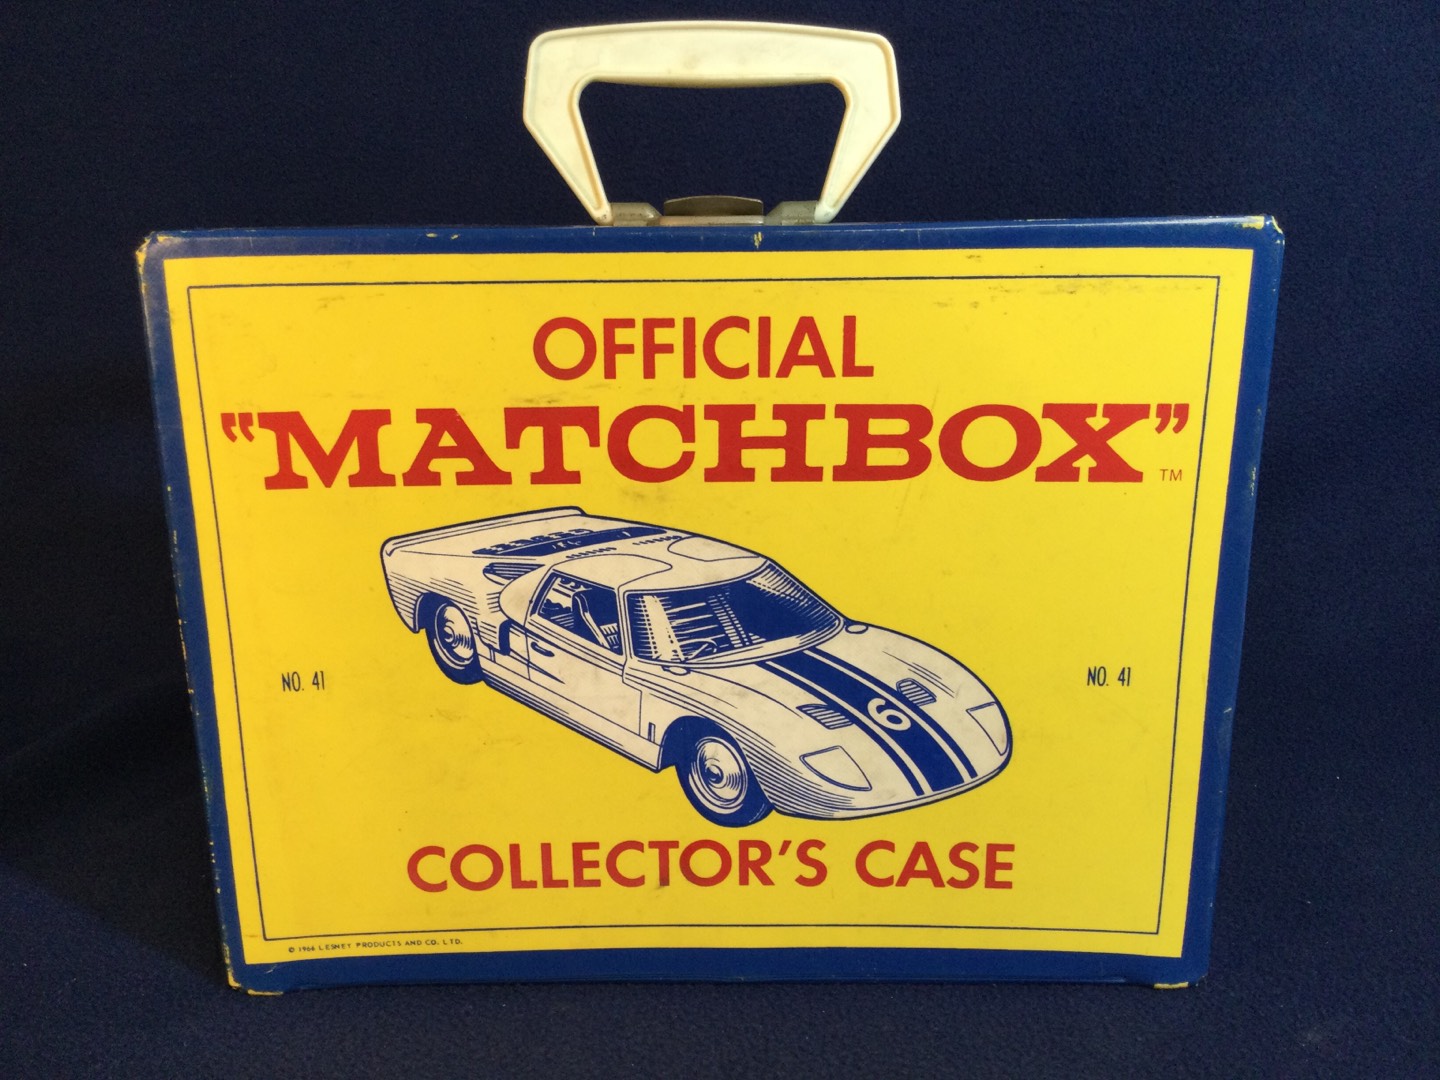 OFFICIAL
"MATCHBOX"
TM
NO. 41
NO. 41
6
COLLECTOR'S CASE
© 1966 LESNEY PRODUCTS AND CO. LTD.